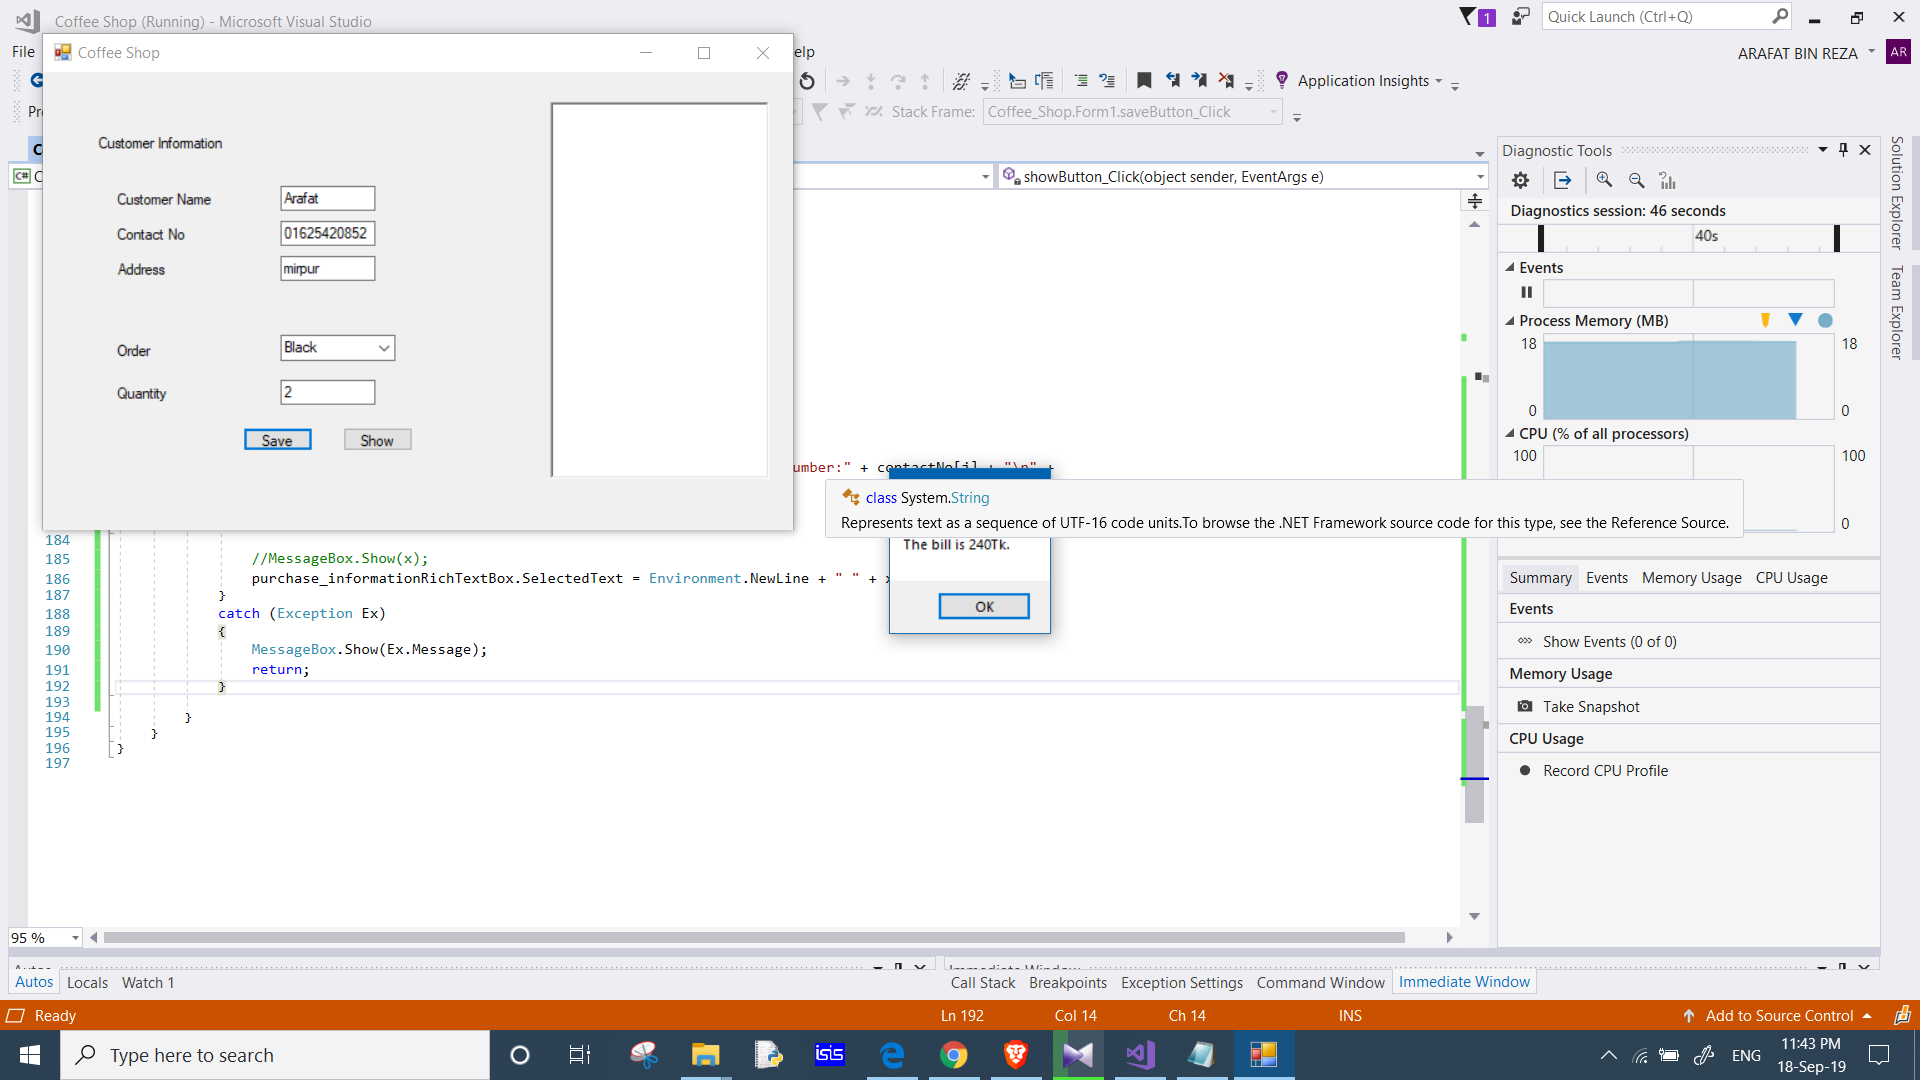 Coffee Shop (Running) - Microsoft Visual Studio
1
Quick Launch (Ctrl+Q)
File
elp
ARAFAT BIN REZA
AR
Coffee Shop
Application Insights
Stack Frame:
Coffee_Shop.Form1.saveButton_Click
Customer Information
Customer Name
Arafat
Contact No
01625420852
Address
mirpur
Order
Black
Quantity
2
Save
Show
C#
showButton_Click(object sender, EventArgs e)
umber:" + contactNo[i] + "\n" +
class System.String
Represents text as a sequence of UTF-16 code units.To browse the .NET Framework source code for this type, see the Reference Source.
The bill is 240Tk.
OK
184
185 //MessageBox.Show(x);
186 purchase_informationRichTextBox.SelectedText = Environment.NewLine + " " + x
187 }
188 catch (Exception Ex)
189 {
190 MessageBox.Show(Ex.Message);
191 return;
192 }
193
194 }
195 }
196 }
197
95 %
Diagnostic Tools
Diagnostics session: 46 seconds
40s
Events
Process Memory (MB)
18
18
0
0
CPU (% of all processors)
100
100
0
Summary
Events
Memory Usage
CPU Usage
Events
Show Events (0 of 0)
Memory Usage
Take Snapshot
CPU Usage
Record CPU Profile
Solution Explorer
Team Explorer
Autos
Immediate Window
Autos
Locals
Watch 1
Call Stack
Breakpoints
Exception Settings
Command Window
Immediate Window
Ready
Ln 192
Col 14
Ch 14
INS
Add to Source Control
Type here to search
isis
ENG
11:43 PM
18-Sep-19